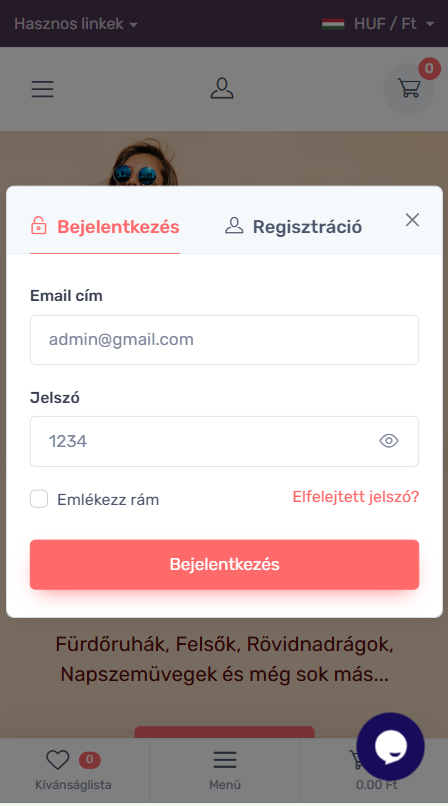 Hasznos linkek
HUF / Ft
0
Bejelentkezés
Regisztráció
Email cím
admin@gmail.com
Jelszó
1234
Emlékezz rám
Elfelejtett jelszó?
Bejelentkezés
Fürdőruhák, Felsők, Rövidnadrágok,
Napszemüvegek és még sok más...
0
Kívánságlista
Menü
0.00 Ft